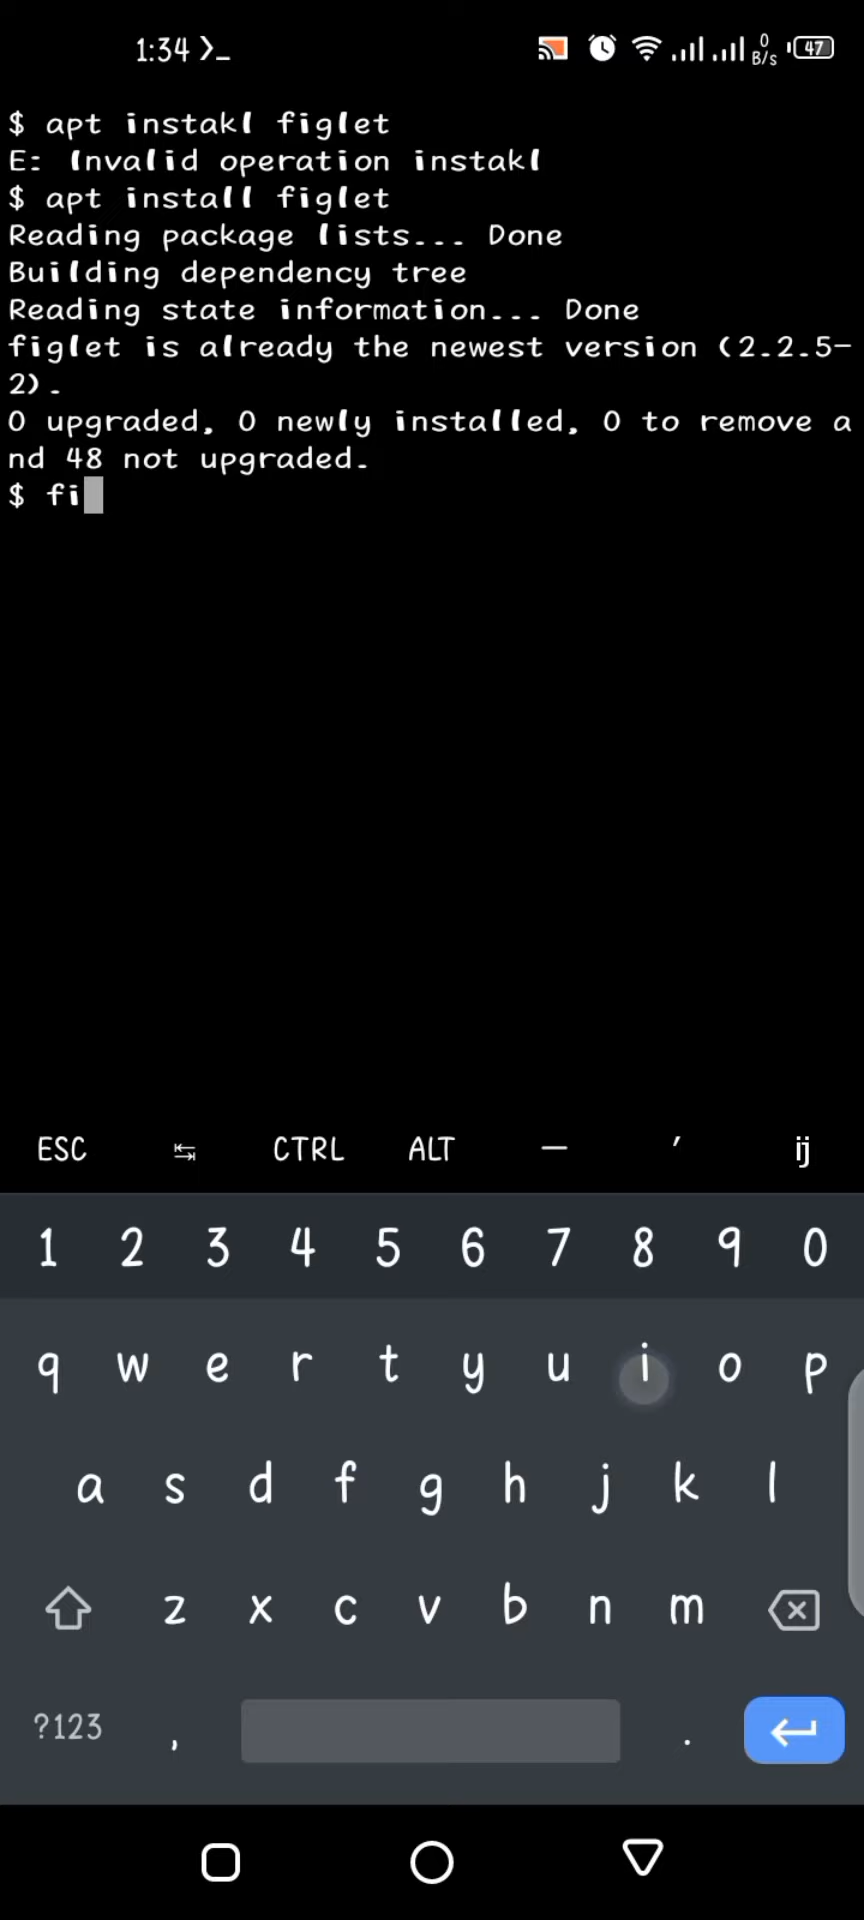 1:34 ❯_ 0 B/s 47
$ apt instakl figlet
E: Invalid operation instakl
$ apt install figlet
Reading package lists... Done
Building dependency tree
Reading state information... Done
figlet is already the newest version (2.2.5-
2).
0 upgraded, 0 newly installed, 0 to remove a
nd 48 not upgraded.
$ fi
ESC ↹ CTRL ALT — ′ ij
1 2 3 4 5 6 7 8 9 0
q w e r t y u i o p
a s d f g h j k l
z x c v b n m
?123 , .